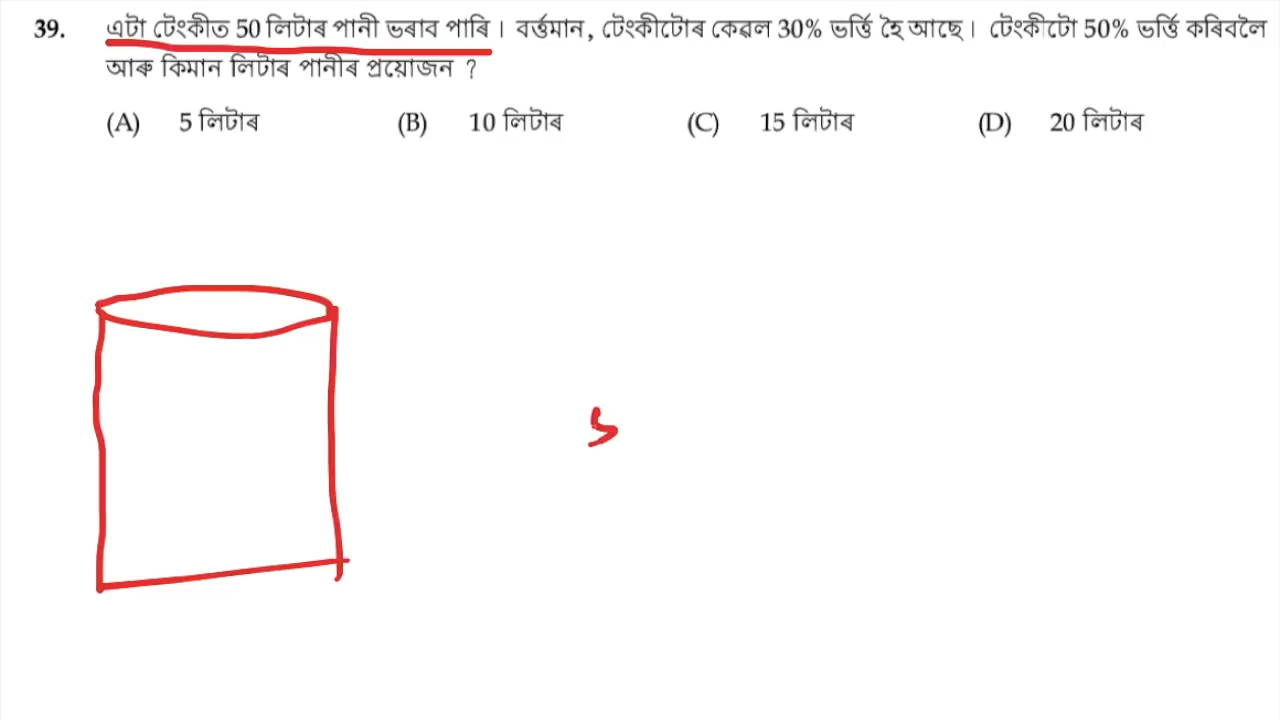 39. এটা টেংকীত 50 লিটাৰ পানী ভৰাব পাৰি। বৰ্ত্তমান, টেংকীটোৰ কেৱল 30% ভৰ্ত্তি হৈ আছে। টেংকীটো 50% ভৰ্ত্তি কৰিবলৈ
আৰু কিমান লিটাৰ পানীৰ প্ৰয়োজন ?
(A) 5 লিটাৰ (B) 10 লিটাৰ (C) 15 লিটাৰ (D) 20 লিটাৰ